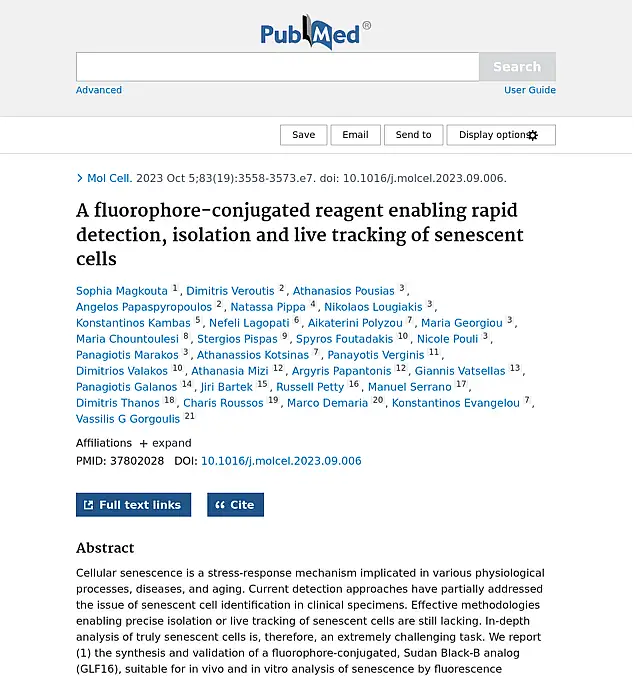 PubMed®
Search
Advanced
User Guide
Save
Email
Send to
Display options
Mol Cell. 2023 Oct 5;83(19):3558-3573.e7. doi: 10.1016/j.molcel.2023.09.006.
A fluorophore-conjugated reagent enabling rapid
detection, isolation and live tracking of senescent
cells
Sophia Magkouta 1, Dimitris Veroutis 2, Athanasios Pousias 3,
Angelos Papaspyropoulos 2, Natassa Pippa 4, Nikolaos Lougiakis 3,
Konstantinos Kambas 5, Nefeli Lagopati 6, Aikaterini Polyzou 7, Maria Georgiou 3,
Maria Chountoulesi 8, Stergios Pispas 9, Spyros Foutadakis 10, Nicole Pouli 3,
Panagiotis Marakos 3, Athanassios Kotsinas 7, Panayotis Verginis 11,
Dimitrios Valakos 10, Athanasia Mizi 12, Argyris Papantonis 12, Giannis Vatsellas 13,
Panagiotis Galanos 14, Jiri Bartek 15, Russell Petty 16, Manuel Serrano 17,
Dimitris Thanos 18, Charis Roussos 19, Marco Demaria 20, Konstantinos Evangelou 7,
Vassilis G Gorgoulis 21
Affiliations + expand
PMID: 37802028 DOI: 10.1016/j.molcel.2023.09.006
Full text links
Cite
Abstract
Cellular senescence is a stress-response mechanism implicated in various physiological
processes, diseases, and aging. Current detection approaches have partially addressed
the issue of senescent cell identification in clinical specimens. Effective methodologies
enabling precise isolation or live tracking of senescent cells are still lacking. In-depth
analysis of truly senescent cells is, therefore, an extremely challenging task. We report
(1) the synthesis and validation of a fluorophore-conjugated, Sudan Black-B analog
(GLF16), suitable for in vivo and in vitro analysis of senescence by fluorescence